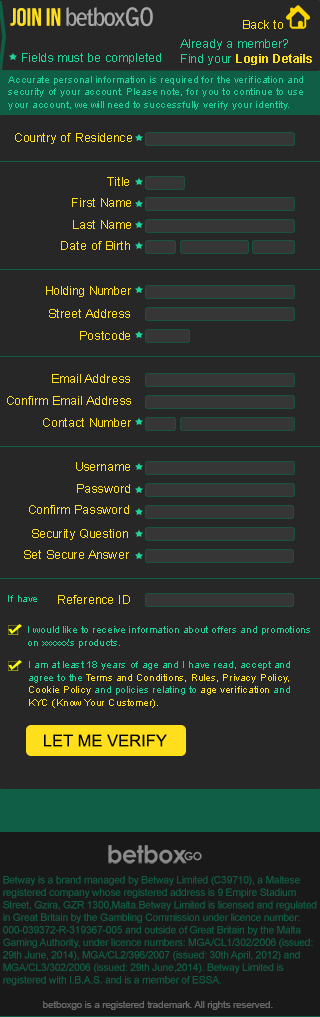 JOIN IN betboxGO
Back to
Already a member?
Fields must be completed
Find your Login Details
Accurate personal information is required for the verification and
security of your account. Please note, for you to continue to use
your account, we will need to successfully verify your identity.
Country of Residence
Title
First Name
Last Name
Date of Birth
Holding Number
Street Address
Postcode
Email Address
Confirm Email Address
Contact Number
Username
Password
Confirm Password
Security Question
Set Secure Answer
If have Reference ID
I would like to receive information about offers and promotions
on xxxxx's products.
I am at least 18 years of age and I have read, accept and
agree to the Terms and Conditions, Rules, Privacy Policy,
Cookie Policy and policies relating to age verification and
KYC (Know Your Customer).
LET ME VERIFY
betboxGO
Betway is a brand managed by Betway Limited (C39710), a Maltese
registered company whose registered address is 9 Empire Stadium
Street, Gzira, GZR 1300,Malta.Betway Limited is licensed and regulated
in Great Britain by the Gambling Commission under licence number:
000-039372-R-319367-005 and outside of Great Britain by the Malta
Gaming Authority, under licence numbers: MGA/CL1/302/2006 (issued:
29th June, 2014), MGA/CL2/396/2007 (issued: 30th April, 2012) and
MGA/CL3/302/2006 (issued: 29th June,2014). Betway Limited is
registered with I.B.A.S. and is a member of ESSA.
betboxgo is a registered trademark. All rights reserved.